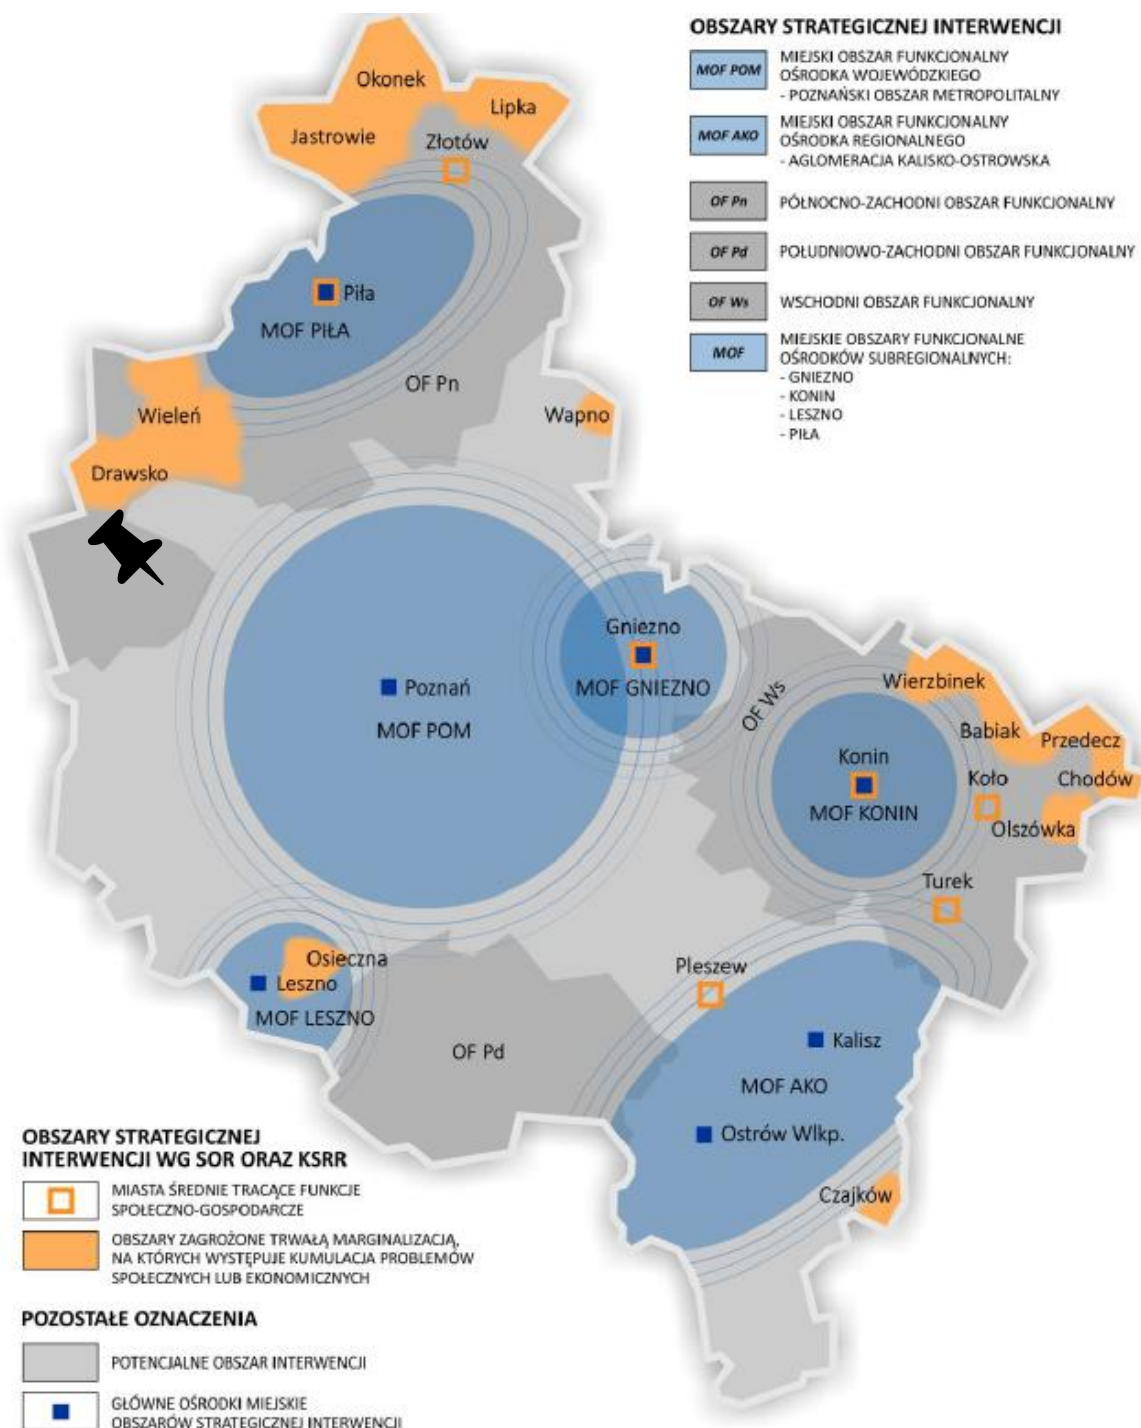 OBSZARY STRATEGICZNEJ INTERWENCJI
MOF POM
MIEJSKI OBSZAR FUNKCJONALNY
OŚRODKA WOJEWÓDZKIEGO
- POZNAŃSKI OBSZAR METROPOLITALNY
MOF AKO
MIEJSKI OBSZAR FUNKCJONALNY
OŚRODKA REGIONALNEGO
- AGLOMERACJA KALISKO-OSTROWSKA
OF Pn
PÓŁNOCNO-ZACHODNI OBSZAR FUNKCJONALNY
OF Pd
POŁUDNIOWO-ZACHODNI OBSZAR FUNKCJONALNY
OF Ws
WSCHODNI OBSZAR FUNKCJONALNY
MOF
MIEJSKIE OBSZARY FUNKCJONALNE
OŚRODKÓW SUBREGIONALNYCH:
- GNIEZNO
- KONIN
- LESZNO
- PIŁA
Okonek
Lipka
Jastrowie
Złotów
Piła
MOF PIŁA
OF Pn
Wieleń
Wapno
Drawsko
Gniezno
MOF GNIEZNO
Poznań
MOF POM
OF Ws
Wierzbinek
Babiak
Przedecz
Konin
Koło
Chodów
MOF KONIN
Olszówka
Turek
Osieczna
Leszno
MOF LESZNO
Pleszew
OF Pd
Kalisz
MOF AKO
Ostrów Wlkp.
Czajków
OBSZARY STRATEGICZNEJ
INTERWENCJI WG SOR ORAZ KSRR
MIASTA ŚREDNIE TRACĄCE FUNKCJE
SPOŁECZNO-GOSPODARCZE
OBSZARY ZAGROŻONE TRWAŁĄ MARGINALIZACJĄ,
NA KTÓRYCH WYSTĘPUJE KUMULACJA PROBLEMÓW
SPOŁECZNYCH LUB EKONOMICZNYCH
POZOSTAŁE OZNACZENIA
POTENCJALNE OBSZAR INTERWENCJI
GŁÓWNE OŚRODKI MIEJSKIE
OBSZARÓW STRATEGICZNEJ INTERWENCJI